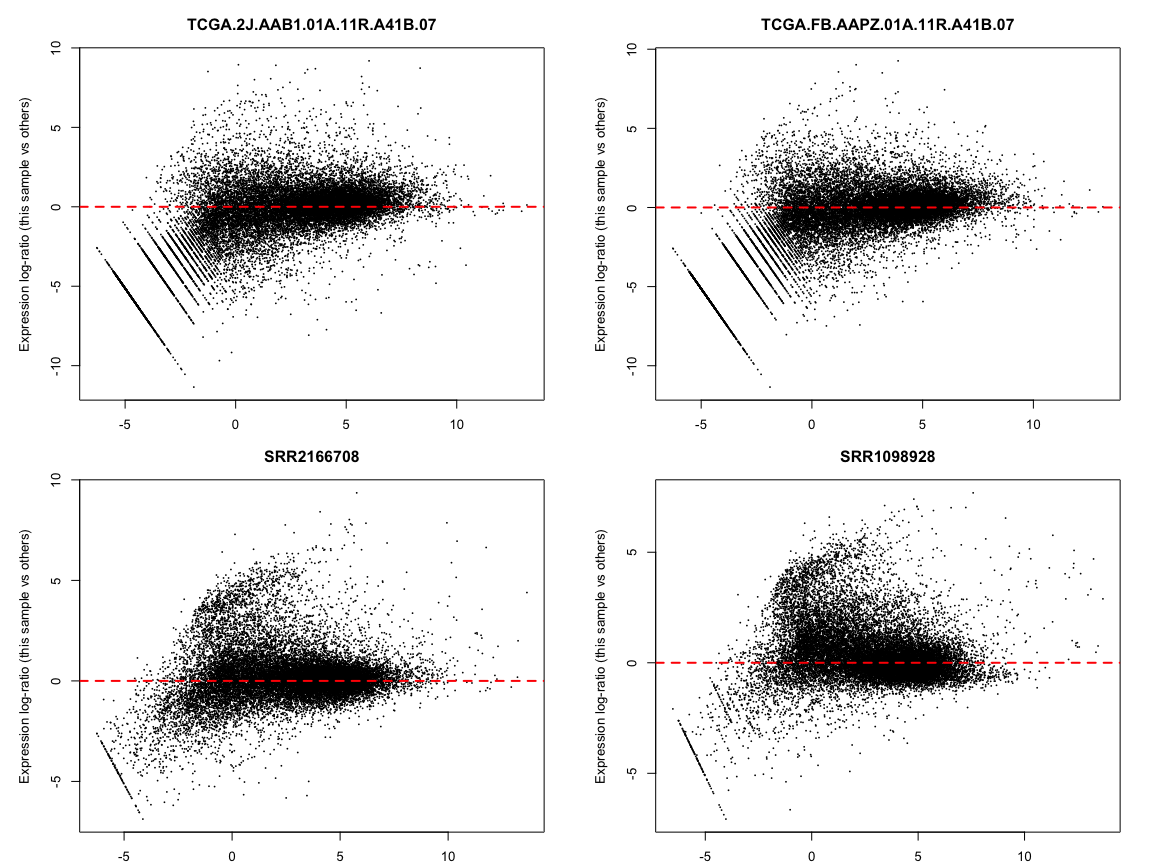 TCGA.2J.AAB1.01A.11R.A41B.07
Expression log-ratio (this sample vs others)
10
5
0
-5
-10
-5 0 5 10
TCGA.FB.AAPZ.01A.11R.A41B.07
Expression log-ratio (this sample vs others)
10
5
0
-5
-10
-5 0 5 10
SRR2166708
Expression log-ratio (this sample vs others)
10
5
0
-5
-5 0 5 10
SRR1098928
Expression log-ratio (this sample vs others)
5
0
-5
-5 0 5 10